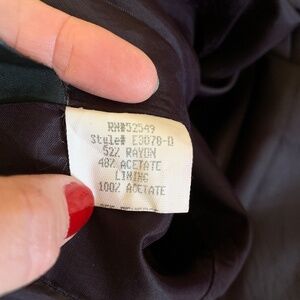 RN#52549
Style# E3078-D
52% RAYON
48% ACETATE
LINING
100% ACETATE